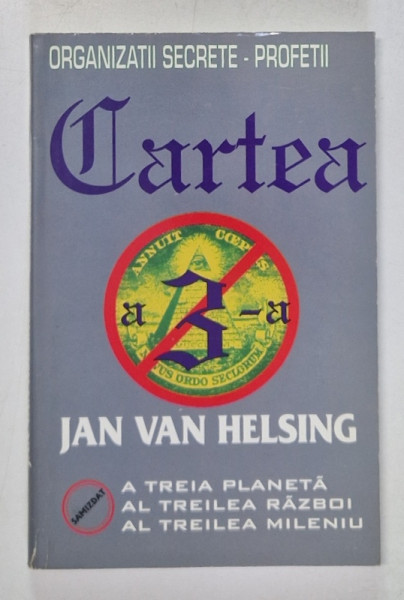 ORGANIZATII SECRETE - PROFETII
Cartea
ANNUIT CŒPTIS
a 3-a
NOVUS ORDO SECLORUM
JAN VAN HELSING
SAMIZDAT
A TREIA PLANETĂ
AL TREILEA RĂZBOI
AL TREILEA MILENIU